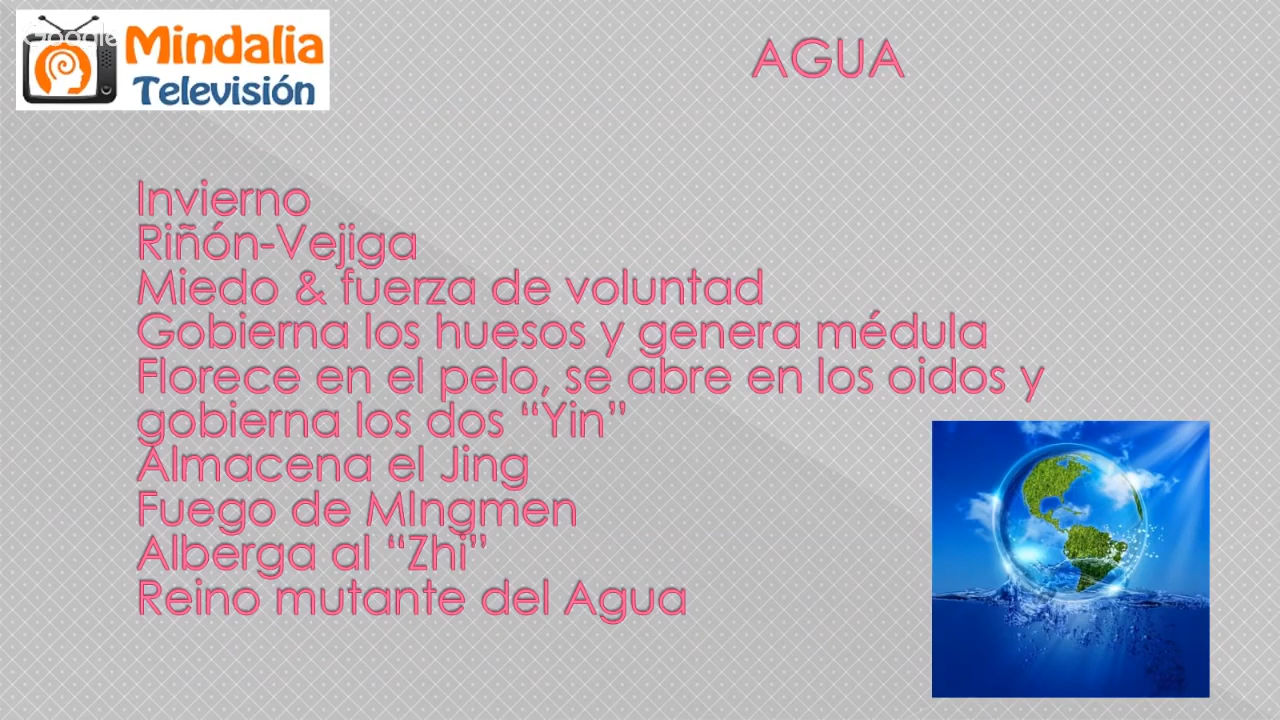 Google
Mindalia
Televisión
AGUA
Invierno
Riñón-Vejiga
Miedo & fuerza de voluntad
Gobierna los huesos y genera médula
Florece en el pelo, se abre en los oidos y
gobierna los dos “Yin”
Almacena el Jing
Fuego de MIngmen
Alberga al “Zhi”
Reino mutante del Agua